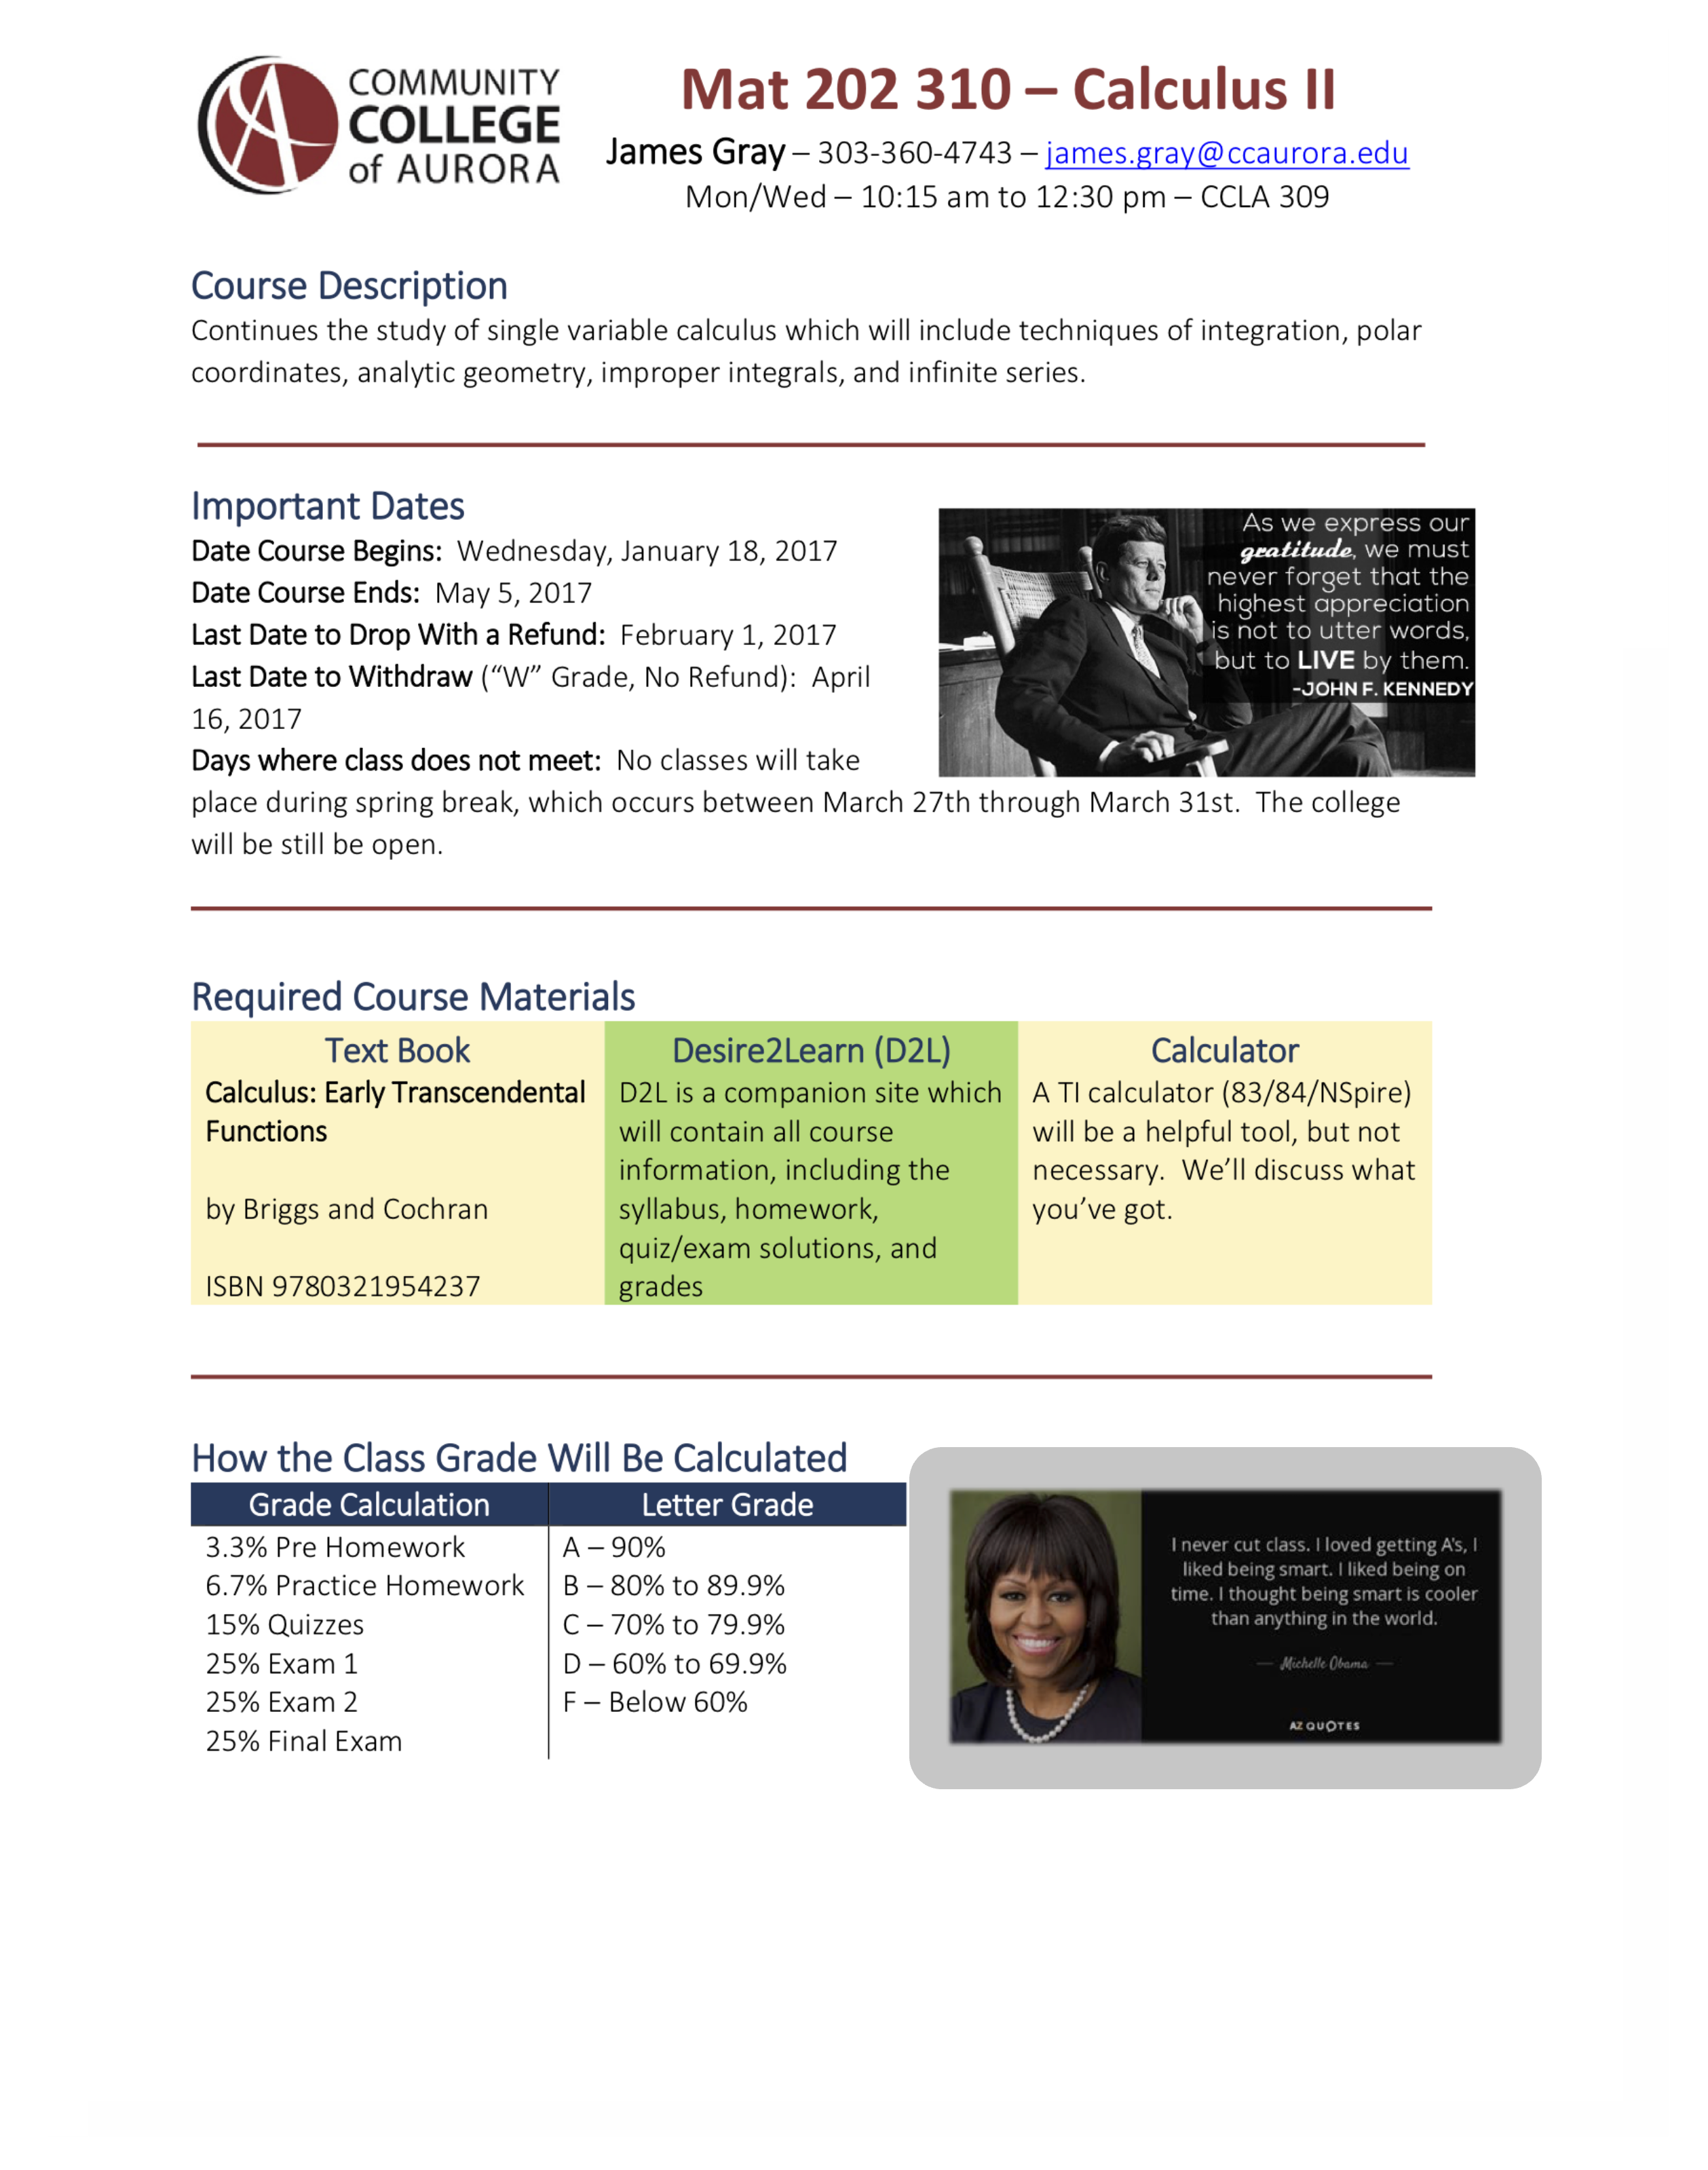 COMMUNITY
COLLEGE
of AURORA
Mat 202 310 – Calculus II
James Gray – 303-360-4743 – james.gray@ccaurora.edu
Mon/Wed – 10:15 am to 12:30 pm – CCLA 309
Course Description
Continues the study of single variable calculus which will include techniques of integration, polar
coordinates, analytic geometry, improper integrals, and infinite series.
Important Dates
Date Course Begins:  Wednesday, January 18, 2017
Date Course Ends:  May 5, 2017
Last Date to Drop With a Refund:  February 1, 2017
Last Date to Withdraw (“W” Grade, No Refund):  April
16, 2017
Days where class does not meet:  No classes will take
place during spring break, which occurs between March 27th through March 31st.  The college
will be still be open.
As we express our
gratitude, we must
never forget that the
highest appreciation
is not to utter words,
but to LIVE by them.
-JOHN F. KENNEDY
Required Course Materials
Text Book
Calculus: Early Transcendental
Functions
by Briggs and Cochran
ISBN 9780321954237
Desire2Learn (D2L)
D2L is a companion site which
will contain all course
information, including the
syllabus, homework,
quiz/exam solutions, and
grades
Calculator
A TI calculator (83/84/NSpire)
will be a helpful tool, but not
necessary.  We’ll discuss what
you’ve got.
How the Class Grade Will Be Calculated
Grade Calculation
3.3% Pre Homework
6.7% Practice Homework
15% Quizzes
25% Exam 1
25% Exam 2
25% Final Exam
Letter Grade
A – 90%
B – 80% to 89.9%
C – 70% to 79.9%
D – 60% to 69.9%
F – Below 60%
I never cut class. I loved getting A's, I
liked being smart. I liked being on
time. I thought being smart is cooler
than anything in the world.
— Michelle Obama —
AZ QUOTES